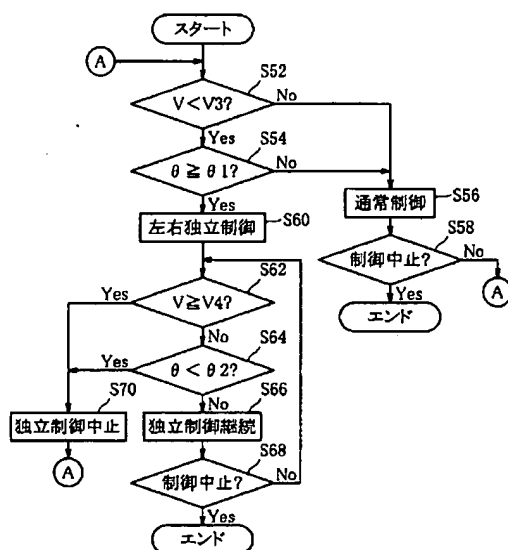 スタート
A
S52
V<V3?
No
Yes
S54
θ≧θ1?
No
Yes
S56
通常制御
S60
左右独立制御
S58
制御中止?
No
A
Yes
エンド
S62
V≧V4?
Yes
No
S64
θ<θ2?
Yes
No
S70
独立制御中止
A
S66
独立制御継続
S68
制御中止?
No
Yes
エンド